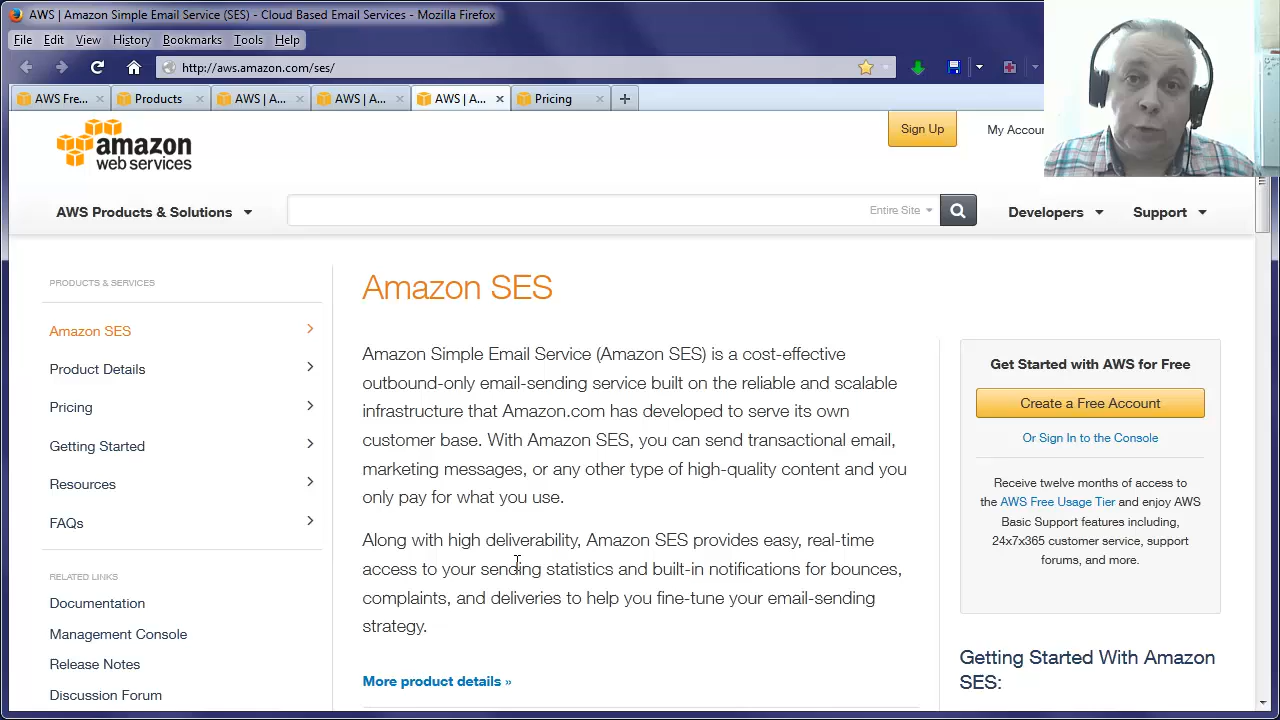 AWS | Amazon Simple Email Service (SES) - Cloud Based Email Services - Mozilla Firefox
File Edit View History Bookmarks Tools Help
http://aws.amazon.com/ses/
AWS Fre... Products AWS | A... AWS | A... AWS | A... Pricing
amazon
web services
Sign Up My Accou
AWS Products & Solutions Entire Site Developers Support
PRODUCTS & SERVICES
Amazon SES
Product Details
Pricing
Getting Started
Resources
FAQs
RELATED LINKS
Documentation
Management Console
Release Notes
Discussion Forum
Amazon SES
Amazon Simple Email Service (Amazon SES) is a cost-effective
outbound-only email-sending service built on the reliable and scalable
infrastructure that Amazon.com has developed to serve its own
customer base. With Amazon SES, you can send transactional email,
marketing messages, or any other type of high-quality content and you
only pay for what you use.
Along with high deliverability, Amazon SES provides easy, real-time
access to your sending statistics and built-in notifications for bounces,
complaints, and deliveries to help you fine-tune your email-sending
strategy.
More product details »
Get Started with AWS for Free
Create a Free Account
Or Sign In to the Console
Receive twelve months of access to
the AWS Free Usage Tier and enjoy AWS
Basic Support features including,
24x7x365 customer service, support
forums, and more.
Getting Started With Amazon
SES: